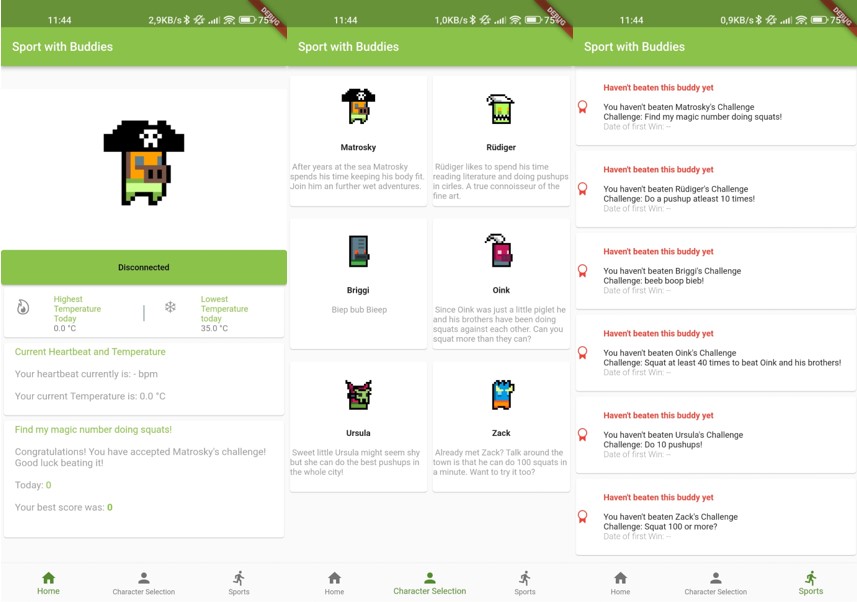 11:44 2,9KB/s 75%
DEBUG
Sport with Buddies
Disconnected
Highest
Temperature
Today
0.0 °C
Lowest
Temperature
today
35.0 °C
Current Heartbeat and Temperature
Your heartbeat currently is: - bpm
Your current Temperature is: 0.0 °C
Find my magic number doing squats!
Congratulations! You have accepted Matrosky's challenge!
Good luck beating it!
Today: 0
Your best score was: 0
Home
Character Selection
Sports
11:44 1,0KB/s 75%
DEBUG
Sport with Buddies
Matrosky
After years at the sea Matrosky
spends his time keeping his body fit.
Join him an further wet adventures.
Rüdiger
Rüdiger likes to spend his time
reading literature and doing pushups
in cirles. A true connoisseur of the
fine art.
Briggi
Biep bub Bieep
Oink
Since Oink was just a little piglet he
and his brothers have been doing
squats against each other. Can you
squat more than they can?
Ursula
Sweet little Ursula might seem shy
but she can do the best pushups in
the whole city!
Zack
Already met Zack? Talk around the
town is that he can do 100 squats in
a minute. Want to try it too?
Home
Character Selection
Sports
11:44 0,9KB/s 75%
DEBUG
Sport with Buddies
Haven't beaten this buddy yet
You haven't beaten Matrosky's Challenge
Challenge: Find my magic number doing squats!
Date of first Win: --
Haven't beaten this buddy yet
You haven't beaten Rüdiger's Challenge
Challenge: Do a pushup atleast 10 times!
Date of first Win: --
Haven't beaten this buddy yet
You haven't beaten Briggi's Challenge
Challenge: beeb boop bieb!
Date of first Win: --
Haven't beaten this buddy yet
You haven't beaten Oink's Challenge
Challenge: Squat at least 40 times to beat Oink and his brothers!
Date of first Win: --
Haven't beaten this buddy yet
You haven't beaten Ursula's Challenge
Challenge: Do 10 pushups!
Date of first Win: --
Haven't beaten this buddy yet
You haven't beaten Zack's Challenge
Challenge: Squat 100 or more?
Date of first Win: --
Home
Character Selection
Sports